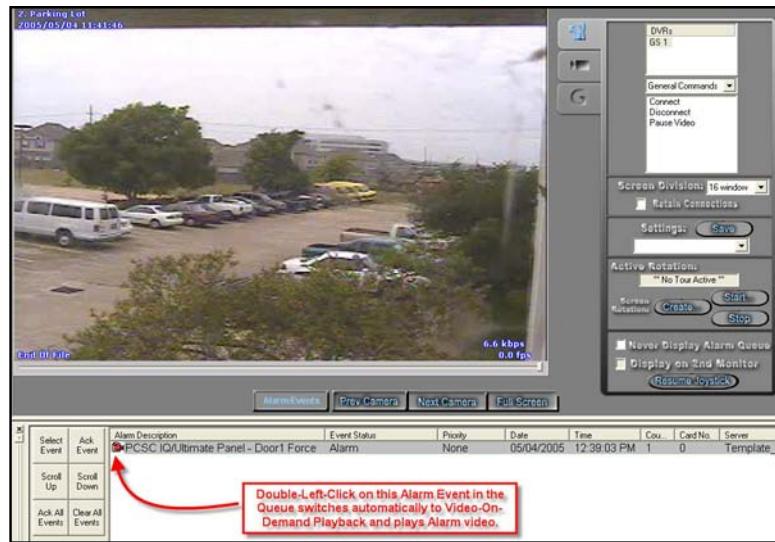 2. Parking Lot
2005/05/04 11:41:46
End Of File
6.6 kbps
0.0 fps
DVRs
GS 1
General Commands
Connect
Disconnect
Pause Video
Screen Division: 16 window
Retain Connections
Settings: Save
Active Rotation:
** No Tour Active **
Screen Rotation: Create... Start... Stop
Never Display Alarm Queue
Display on 2nd Monitor
Resume Joystick
Alarm Events Prev Camera Next Camera Full Screen
Select Event
Ack Event
Scroll Up
Scroll Down
Ack All Events
Clear All Events
Alarm Description Event Status Priority Date Time Cou... Card No. Server
PCSC IQ/Ultimate Panel - Door1 Force Alarm None 05/04/2005 12:39:03 PM 1 0 Template_
Double-Left-Click on this Alarm Event in the
Queue switches automatically to Video-On-
Demand Playback and plays Alarm video.